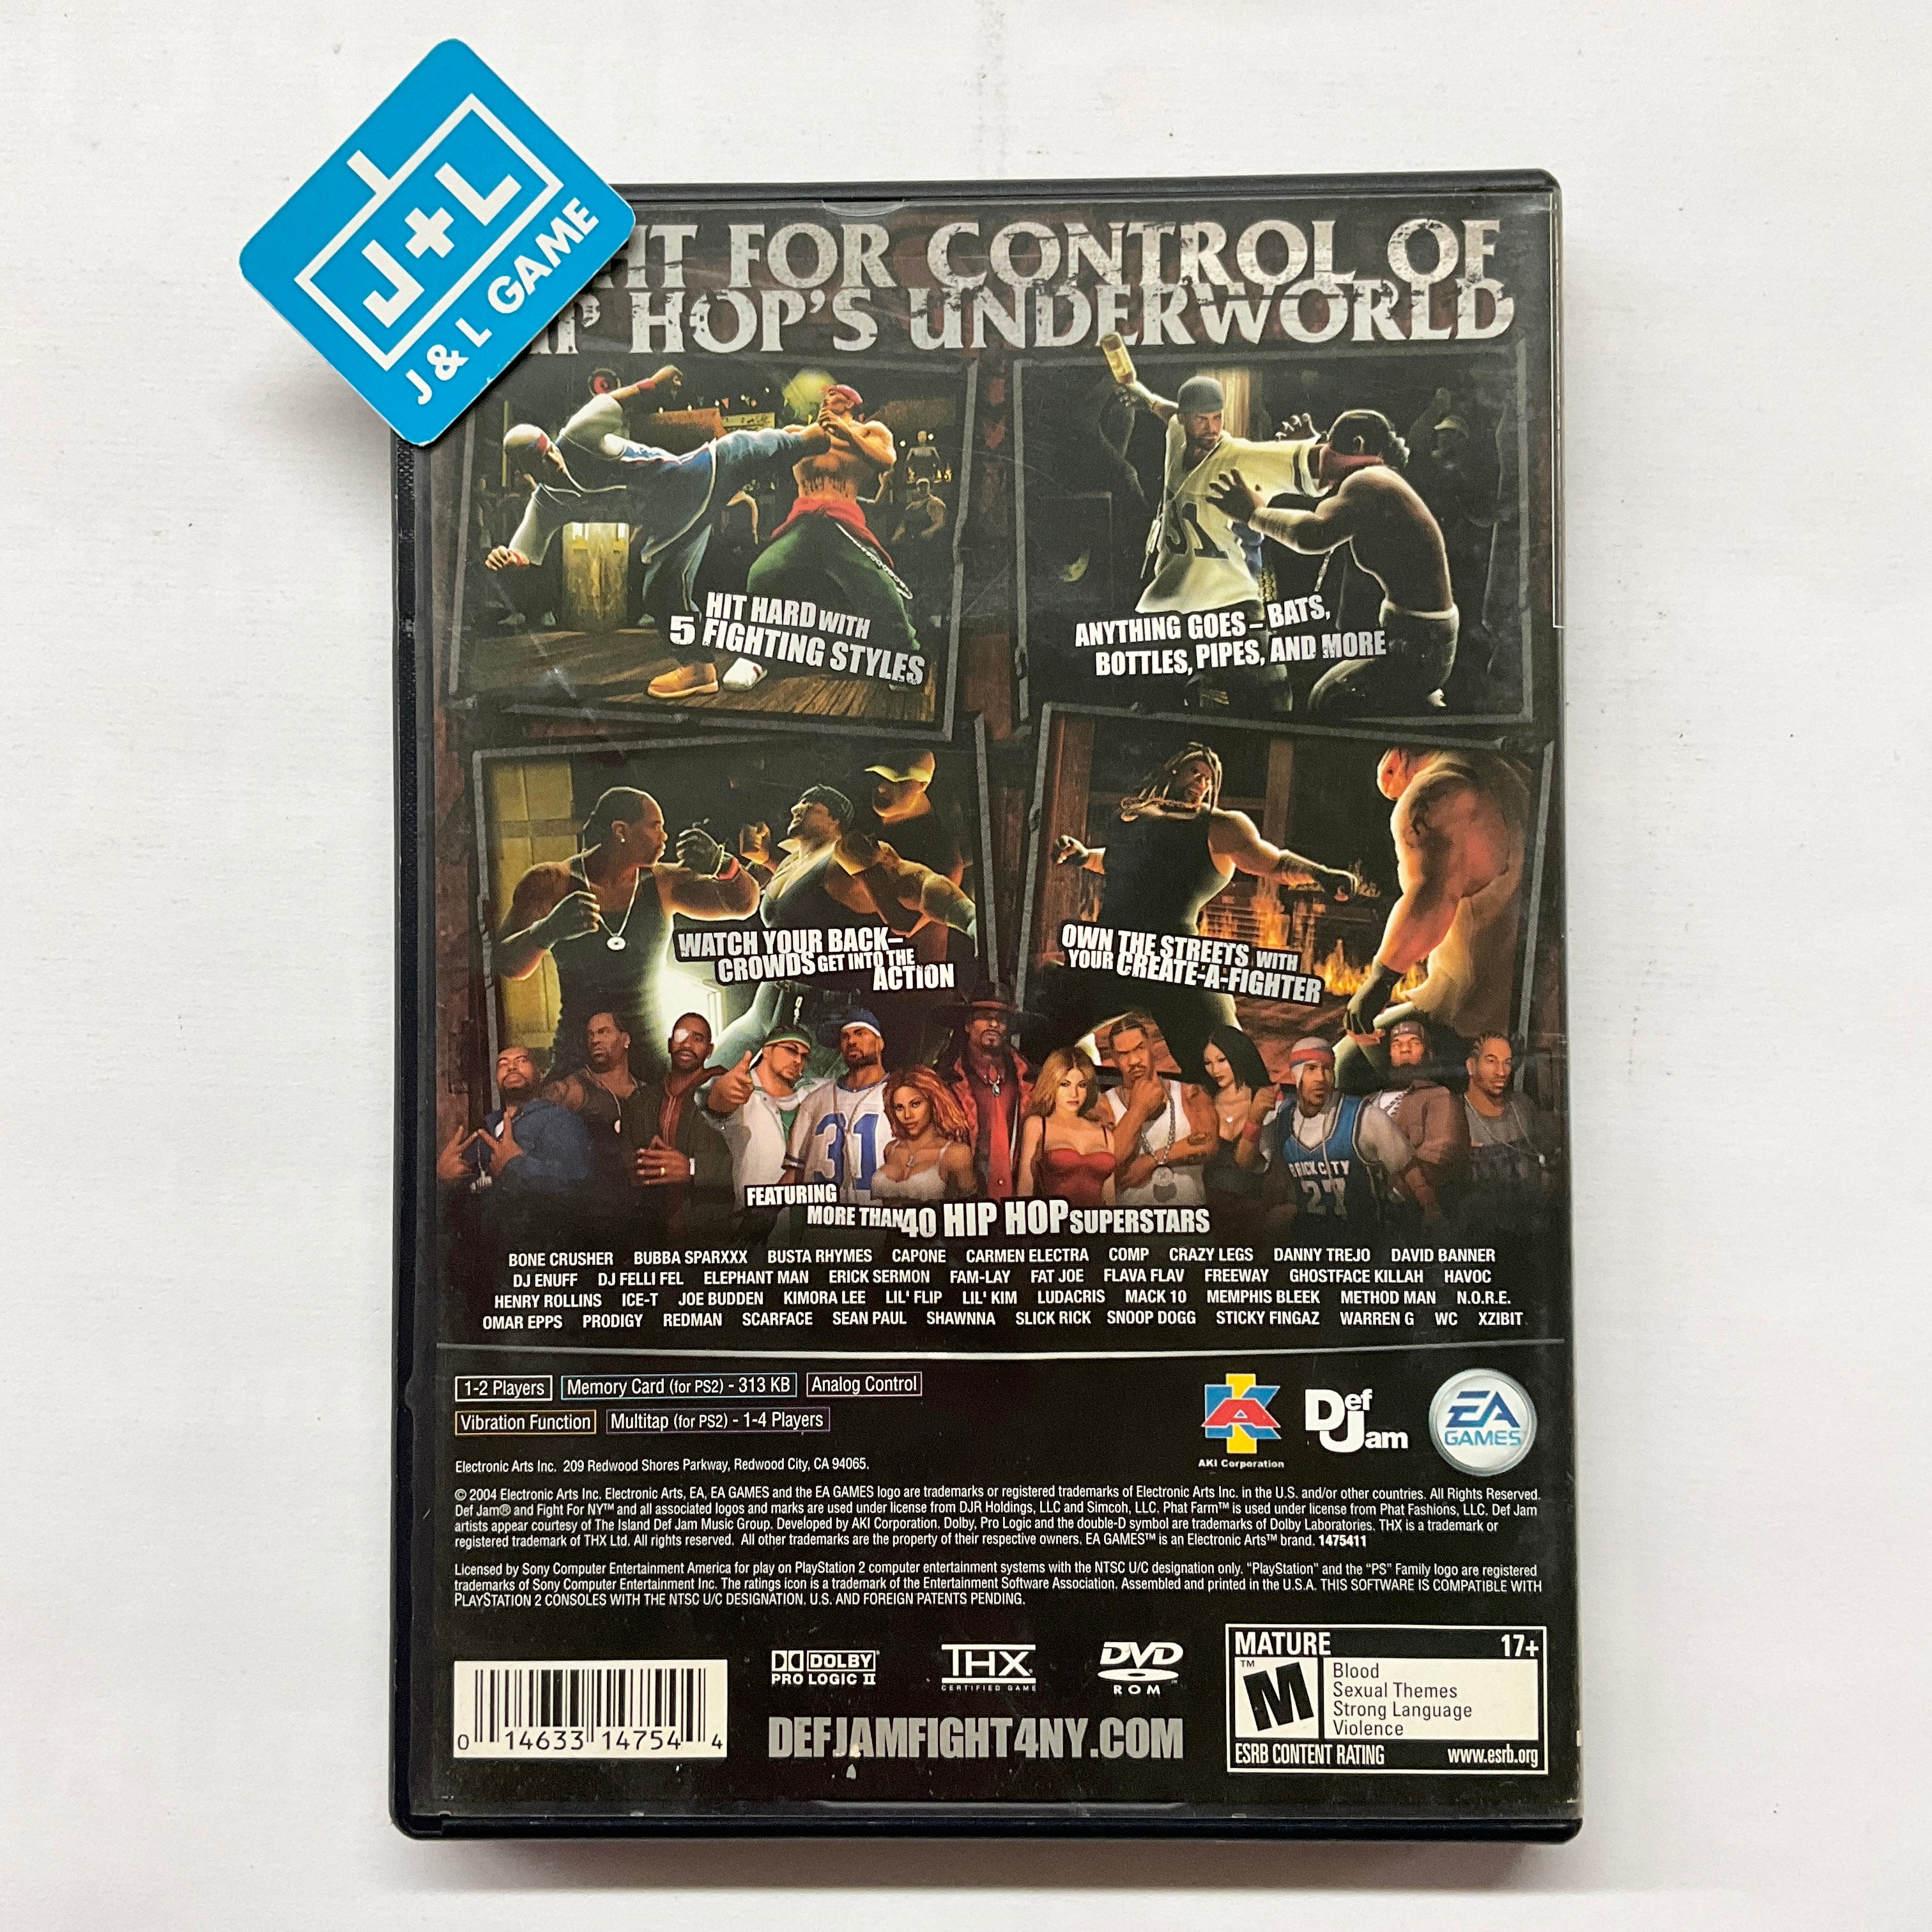 J+L
J & L GAME
FOR CONTROL OF
HOP'S UNDERWORLD
HIT HARD WITH
5 FIGHTING STYLES
ANYTHING GOES – BATS,
BOTTLES, PIPES, AND MORE
31
WATCH YOUR BACK–
CROWDS GET INTO THE
ACTION
OWN THE STREETS WITH
YOUR CREATE-A-FIGHTER
31
BRICK CITY
27
FEATURING
MORE THAN 40 HIP HOP SUPERSTARS
BONE CRUSHER BUBBA SPARXXX BUSTA RHYMES CAPONE CARMEN ELECTRA COMP CRAZY LEGS DANNY TREJO DAVID BANNER
DJ ENUFF DJ FELLI FEL ELEPHANT MAN ERICK SERMON FAM-LAY FAT JOE FLAVA FLAV FREEWAY GHOSTFACE KILLAH HAVOC
HENRY ROLLINS ICE-T JOE BUDDEN KIMORA LEE LIL' FLIP LIL' KIM LUDACRIS MACK 10 MEMPHIS BLEEK METHOD MAN N.O.R.E.
OMAR EPPS PRODIGY REDMAN SCARFACE SEAN PAUL SHAWNNA SLICK RICK SNOOP DOGG STICKY FINGAZ WARREN G WC XZIBIT
1-2 Players Memory Card (for PS2) - 313 KB Analog Control
Vibration Function Multitap (for PS2) - 1-4 Players
AKI Corporation
Def Jam
EA GAMES
Electronic Arts Inc. 209 Redwood Shores Parkway, Redwood City, CA 94065.
© 2004 Electronic Arts Inc. Electronic Arts, EA, EA GAMES and the EA GAMES logo are trademarks or registered trademarks of Electronic Arts Inc. in the U.S. and/or other countries. All Rights Reserved.
Def Jam® and Fight For NY™ and all associated logos and marks are used under license from DJR Holdings, LLC and Simcoh, LLC. Phat Farm™ is used under license from Phat Fashions, LLC. Def Jam
artists appear courtesy of The Island Def Jam Music Group. Developed by AKI Corporation. Dolby, Pro Logic and the double-D symbol are trademarks of Dolby Laboratories. THX is a trademark or
registered trademark of THX Ltd. All rights reserved. All other trademarks are the property of their respective owners. EA GAMES™ is an Electronic Arts™ brand. 1475411
Licensed by Sony Computer Entertainment America for play on PlayStation 2 computer entertainment systems with the NTSC U/C designation only. "PlayStation" and the "PS" Family logo are registered
trademarks of Sony Computer Entertainment Inc. The ratings icon is a trademark of the Entertainment Software Association. Assembled and printed in the U.S.A. THIS SOFTWARE IS COMPATIBLE WITH
PLAYSTATION 2 CONSOLES WITH THE NTSC U/C DESIGNATION. U.S. AND FOREIGN PATENTS PENDING.
0 14633 14754 4
DOLBY
PRO LOGIC II
THX
CERTIFIED GAME
DVD
ROM
DEFJAMFIGHT4NY.COM
MATURE 17+
M
Blood
Sexual Themes
Strong Language
Violence
ESRB CONTENT RATING www.esrb.org